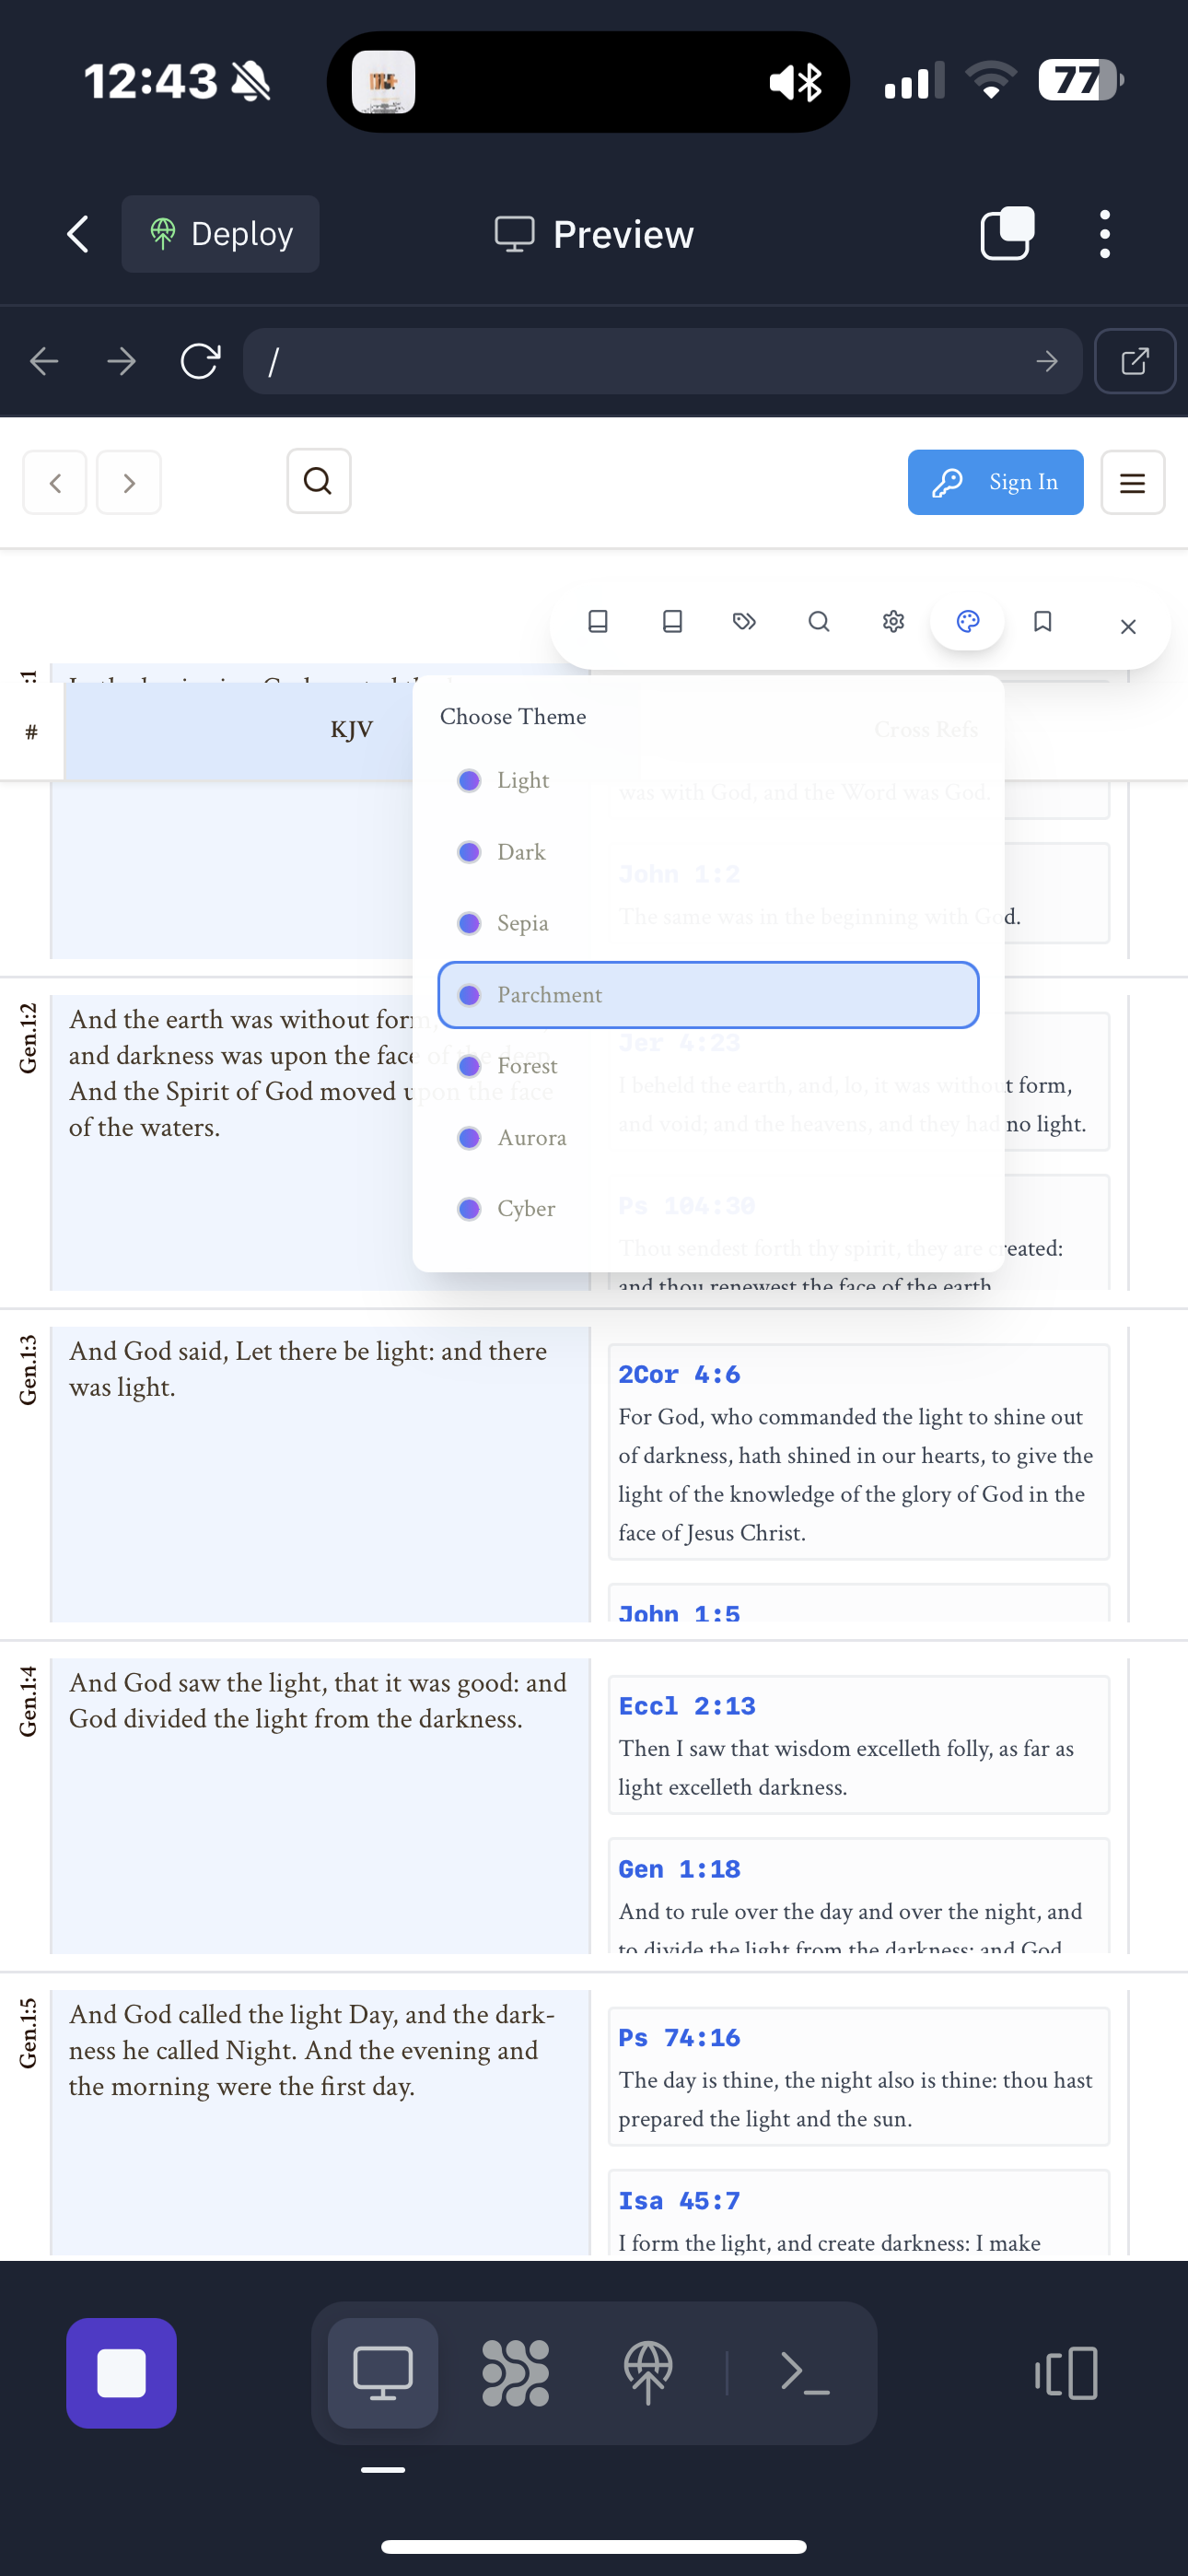 12:43
77
Deploy
Preview
/
Sign In
:1
#
KJV
Cross Refs
Choose Theme
Light
Dark
Sepia
Parchment
Forest
Aurora
Cyber
was with God, and the Word was God.
John 1:2
The same was in the beginning with God.
Gen.1:2
And the earth was without form,
and darkness was upon the face of the deep.
And the Spirit of God moved upon the face
of the waters.
Jer 4:23
I beheld the earth, and, lo, it was without form,
and void; and the heavens, and they had no light.
Ps 104:30
Thou sendest forth thy spirit, they are created:
and thou renewest the face of the earth
Gen.1:3
And God said, Let there be light: and there
was light.
2Cor 4:6
For God, who commanded the light to shine out
of darkness, hath shined in our hearts, to give the
light of the knowledge of the glory of God in the
face of Jesus Christ.
John 1:5
Gen.1:4
And God saw the light, that it was good: and
God divided the light from the darkness.
Eccl 2:13
Then I saw that wisdom excelleth folly, as far as
light excelleth darkness.
Gen 1:18
And to rule over the day and over the night, and
to divide the light from the darkness: and God
Gen.1:5
And God called the light Day, and the dark-
ness he called Night. And the evening and
the morning were the first day.
Ps 74:16
The day is thine, the night also is thine: thou hast
prepared the light and the sun.
Isa 45:7
I form the light, and create darkness: I make